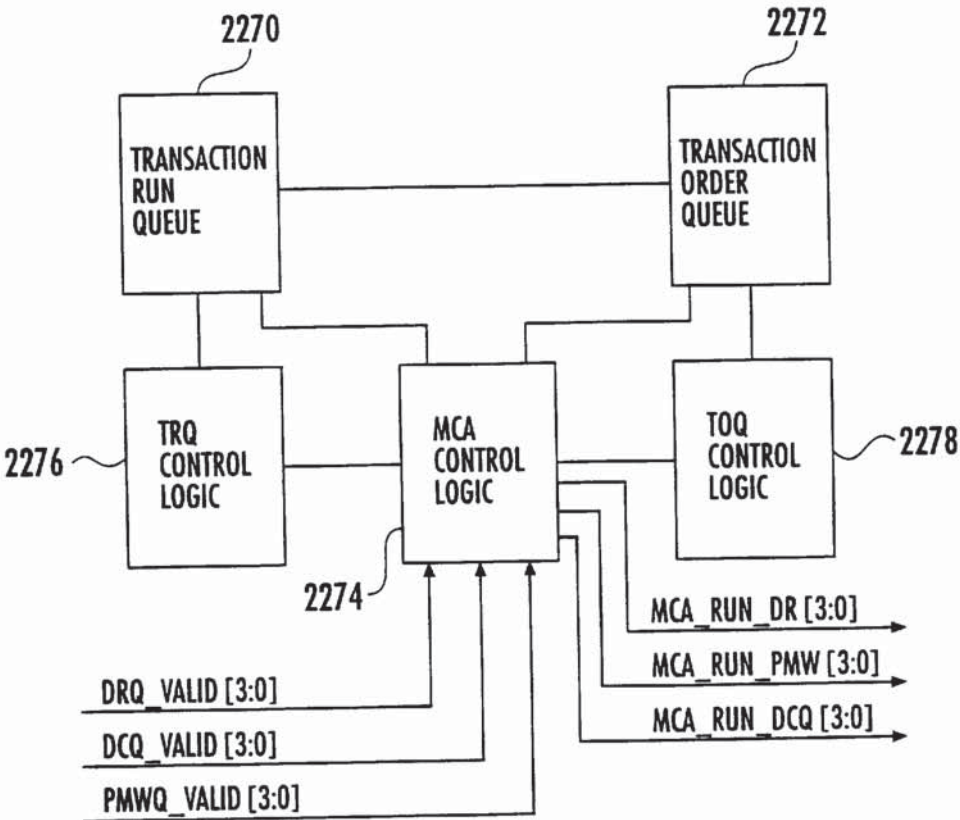 2270
2272
TRANSACTION
RUN
QUEUE
TRANSACTION
ORDER
QUEUE
TRQ
CONTROL
LOGIC
MCA
CONTROL
LOGIC
TOQ
CONTROL
LOGIC
2276
2278
2274
MCA_RUN_DR [3:0]
MCA_RUN_PMW [3:0]
MCA_RUN_DCQ [3:0]
DRQ_VALID [3:0]
DCQ_VALID [3:0]
PMWQ_VALID [3:0]